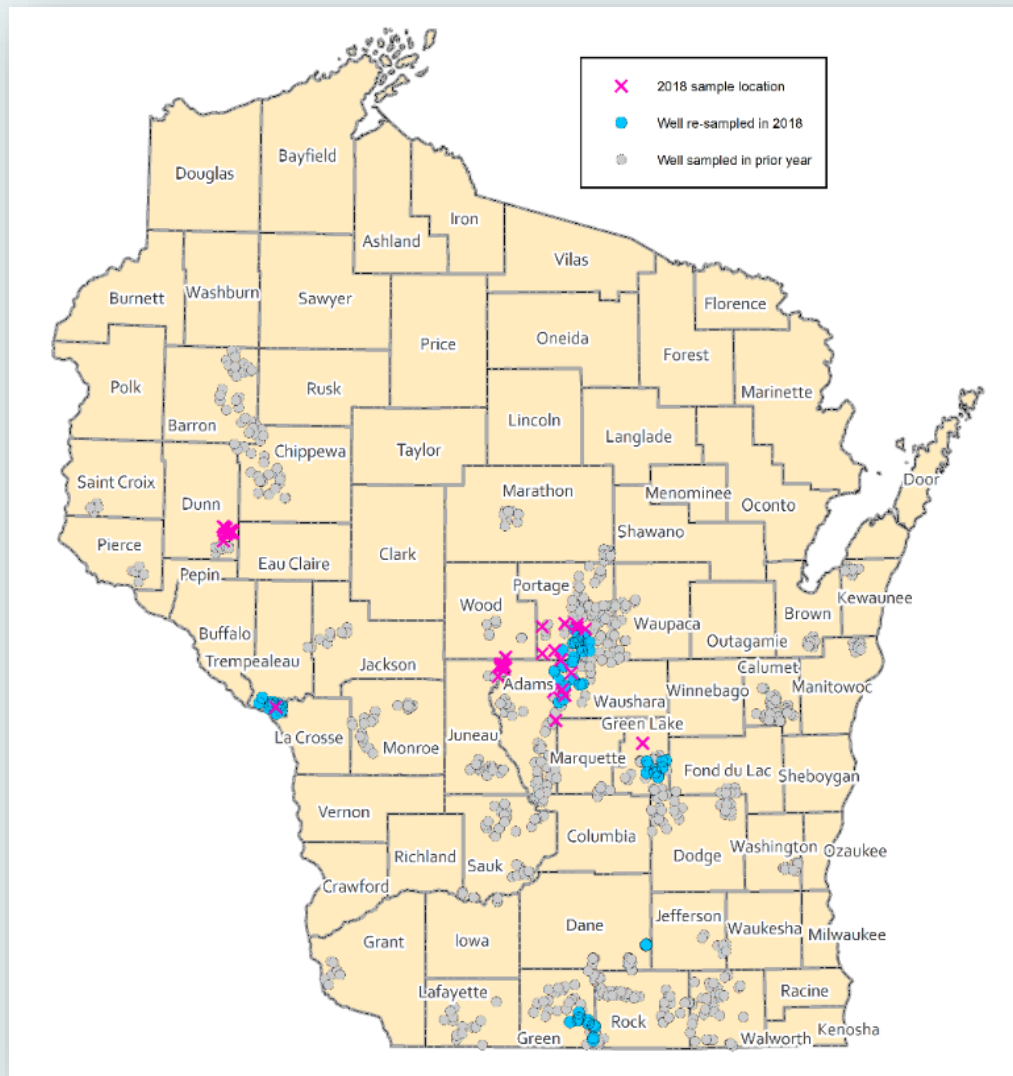 2018 sample location
Well re-sampled in 2018
Well sampled in prior year
Bayfield
Douglas
Iron
Ashland
Vilas
Burnett
Washburn
Sawyer
Florence
Price
Oneida
Forest
Polk
Rusk
Marinette
Barron
Lincoln
Langlade
Chippewa
Taylor
Saint Croix
Dunn
Marathon
Menominee
Door
Oconto
Shawano
Pierce
Eau Claire
Clark
Pepin
Portage
Wood
Kewaunee
Buffalo
Waupaca
Brown
Outagamie
Trempealeau
Jackson
Calumet
Adams
Winnebago
Manitowoc
Waushara
Green Lake
La Crosse
Monroe
Juneau
Marquette
Fond du Lac
Sheboygan
Vernon
Columbia
Washington
Ozaukee
Richland
Sauk
Dodge
Crawford
Jefferson
Dane
Waukesha
Milwaukee
Grant
Iowa
Lafayette
Racine
Rock
Green
Walworth
Kenosha